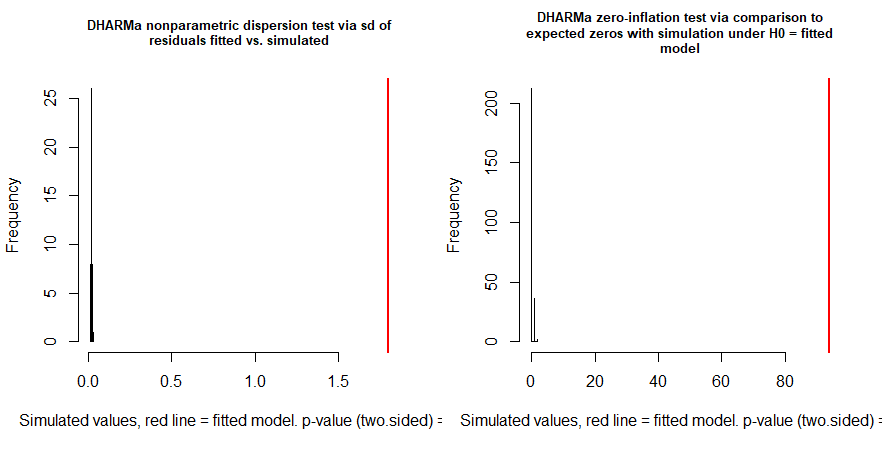 DHARMa nonparametric dispersion test via sd of
residuals fitted vs. simulated
Frequency
25
20
15
10
5
0
0.0 0.5 1.0 1.5
Simulated values, red line = fitted model. p-value (two.sided) =
DHARMa zero-inflation test via comparison to
expected zeros with simulation under H0 = fitted
model
Frequency
200
150
100
50
0
0 20 40 60 80
Simulated values, red line = fitted model. p-value (two.sided) =